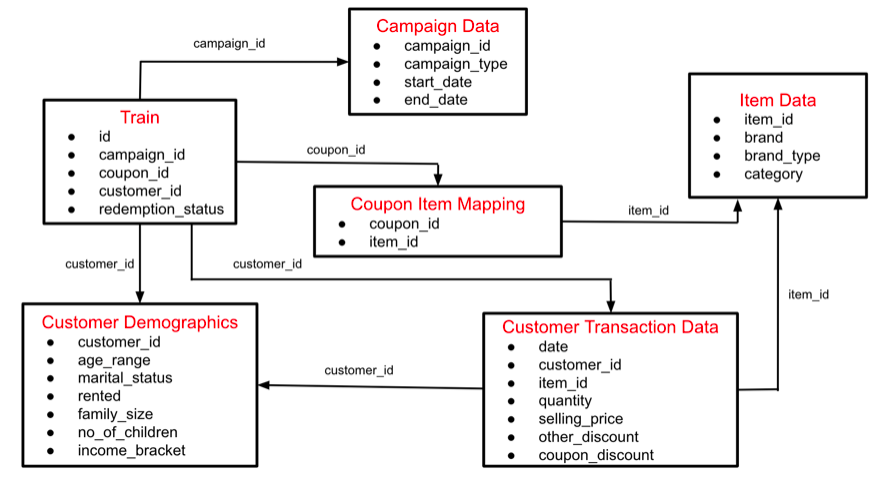 Campaign Data
● campaign_id
● campaign_type
● start_date
● end_date
campaign_id
Train
● id
● campaign_id
● coupon_id
● customer_id
● redemption_status
coupon_id
Item Data
● item_id
● brand
● brand_type
● category
Coupon Item Mapping
● coupon_id
● item_id
item_id
customer_id
customer_id
item_id
Customer Demographics
● customer_id
● age_range
● marital_status
● rented
● family_size
● no_of_children
● income_bracket
customer_id
Customer Transaction Data
● date
● customer_id
● item_id
● quantity
● selling_price
● other_discount
● coupon_discount